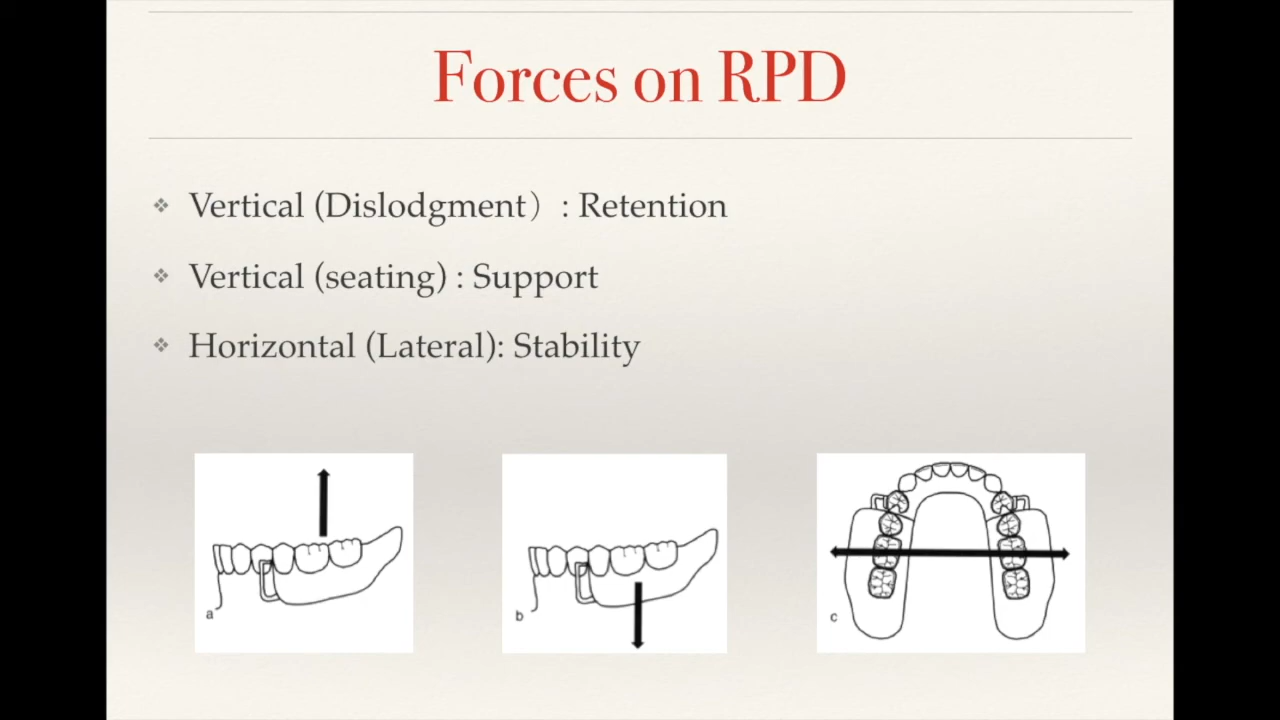 Forces on RPD
❖ Vertical (Dislodgment）: Retention
❖ Vertical (seating) : Support
❖ Horizontal (Lateral): Stability
a
b
c